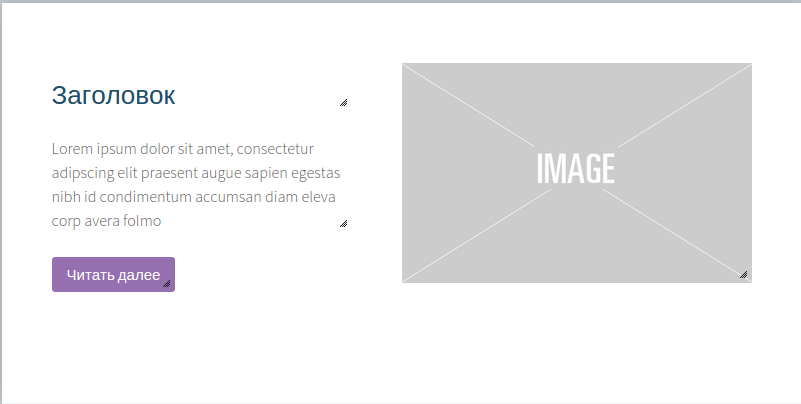 Заголовок
Lorem ipsum dolor sit amet, consectetur
adipscing elit praesent augue sapien egestas
nibh id condimentum accumsan diam eleva
corp avera folmo
Читать далее
IMAGE